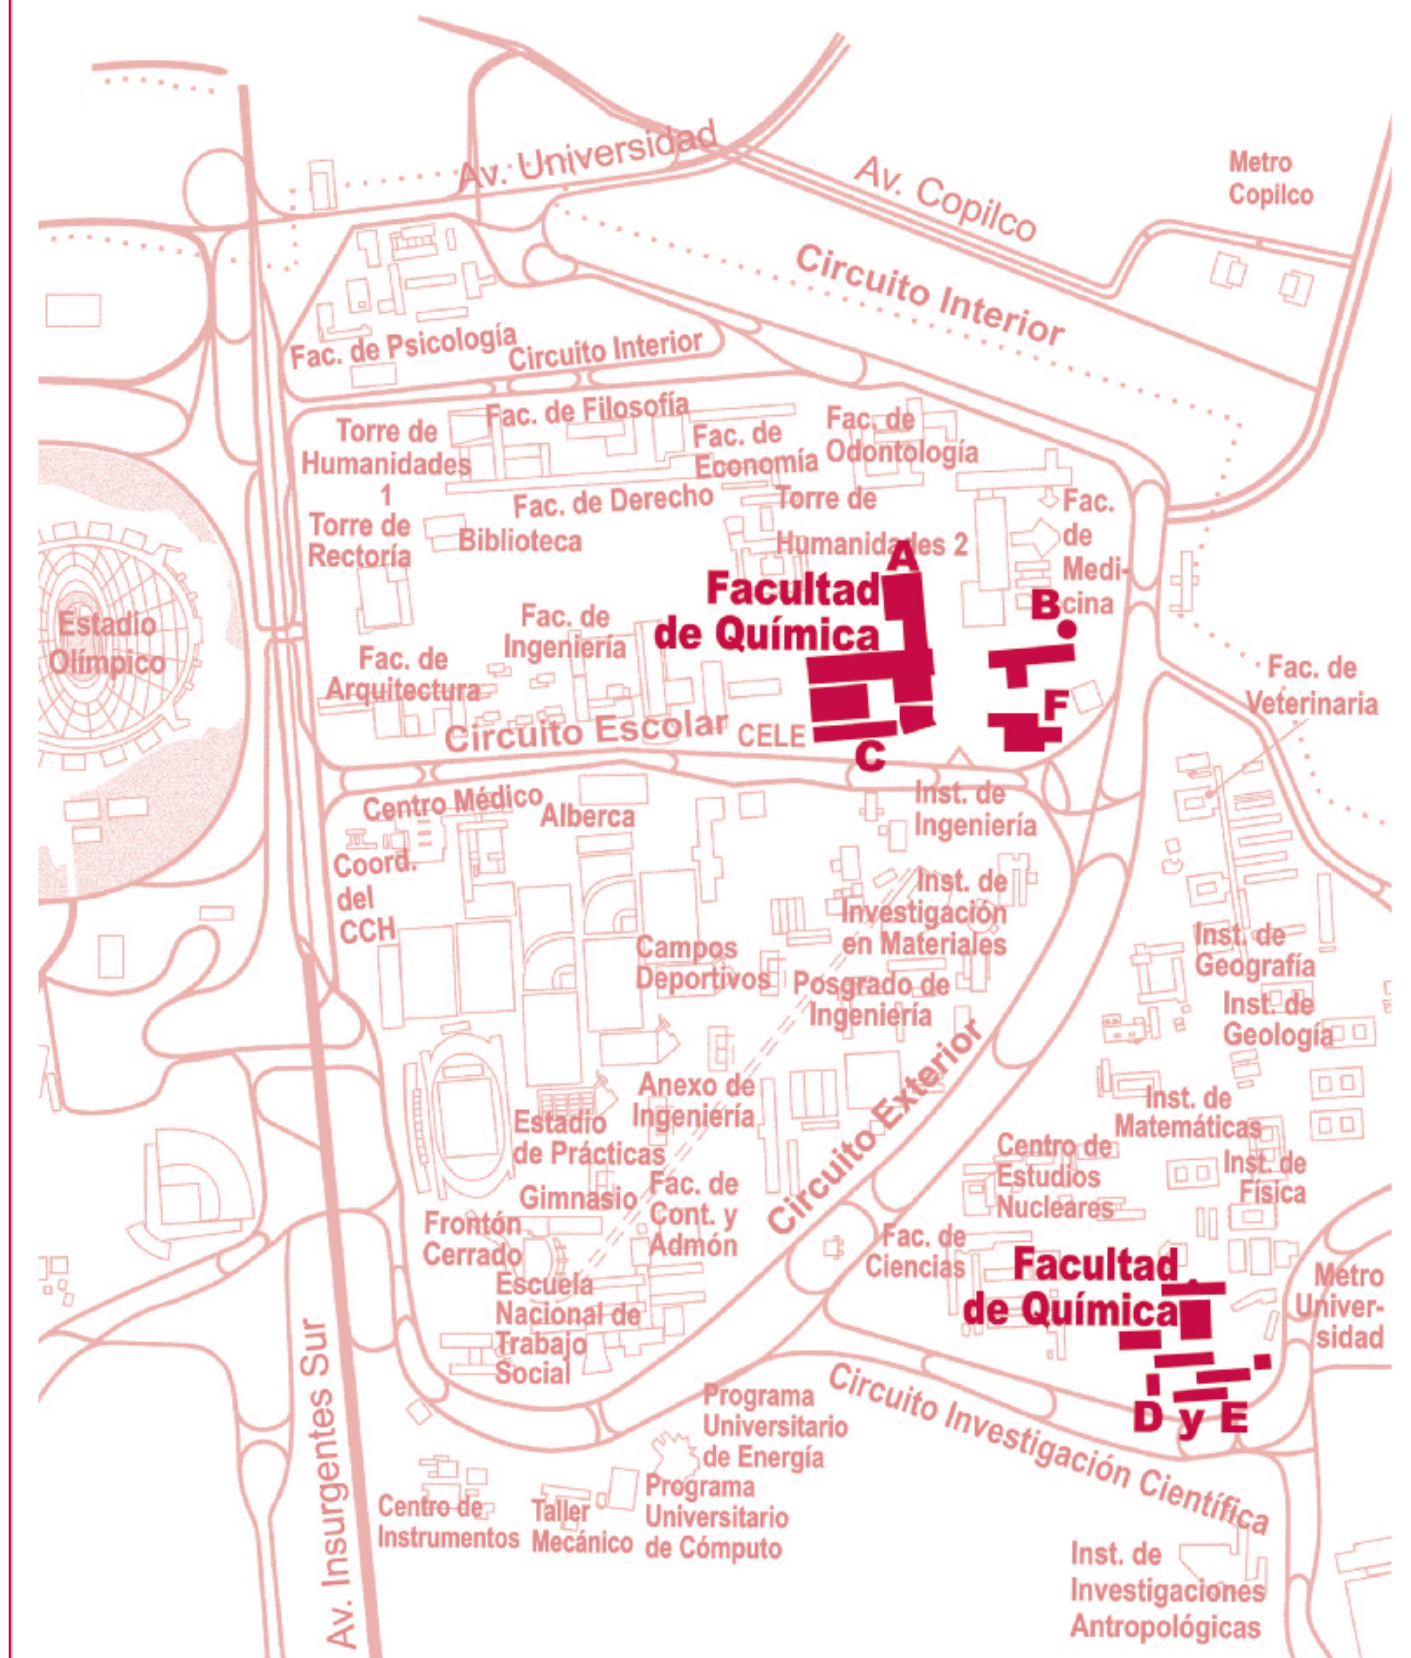 Av. Universidad
Av. Copilco
Metro
Copilco
Circuito Interior
Fac. de Psicología
Circuito Interior
Torre de
Humanidades
1
Fac. de Filosofía
Fac. de
Economía
Fac. de
Odontología
Fac. de Derecho
Torre de
Humanidades 2
Torre de
Rectoría
Biblioteca
Fac.
de
Medi-
cina
A
Facultad
de Química
B
Estadio
Olímpico
Fac. de
Ingeniería
Fac. de
Arquitectura
Fac. de
Veterinaria
F
Circuito Escolar
CELE
C
Centro Médico
Alberca
Inst. de
Ingeniería
Coord.
del
CCH
Inst. de
Investigación
en Materiales
Campos
Deportivos
Posgrado de
Ingeniería
Inst. de
Geografía
Inst. de
Geología
Anexo de
Ingeniería
Circuito Exterior
Inst. de
Matemáticas
Estadio
de Prácticas
Centro de
Estudios
Nucleares
Inst. de
Física
Gimnasio
Fac. de
Cont. y
Admón
Frontón
Cerrado
Fac. de
Ciencias
Facultad
de Química
Metro
Univer-
sidad
Escuela
Nacional de
Trabajo
Social
D y E
Av. Insurgentes Sur
Programa
Universitario
de Energía
Circuito Investigación Científica
Centro de
Instrumentos
Taller
Mecánico
Programa
Universitario
de Cómputo
Inst. de
Investigaciones
Antropológicas